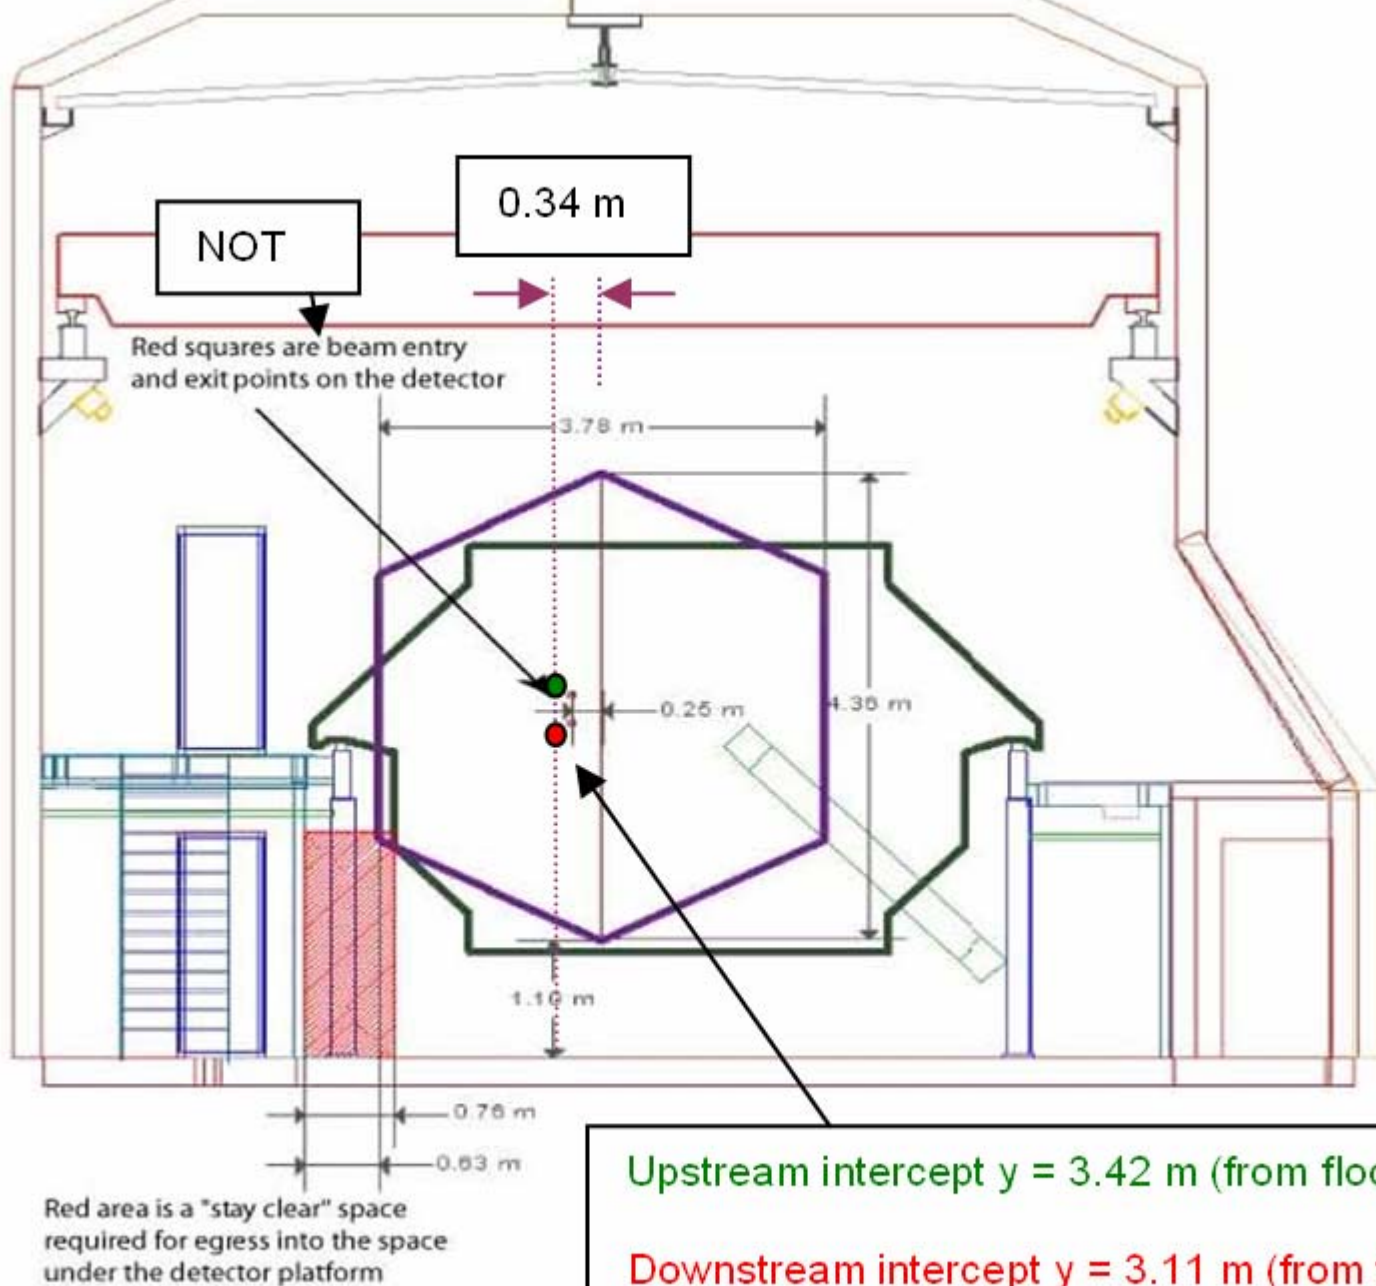 0.34 m
NOT
Red squares are beam entry
and exit points on the detector
3.78 m
0.25 m
4.36 m
1.10 m
0.76 m
0.63 m
Red area is a "stay clear" space
required for egress into the space
under the detector platform
Upstream intercept y = 3.42 m (from floo
Downstream intercept y = 3.11 m (from